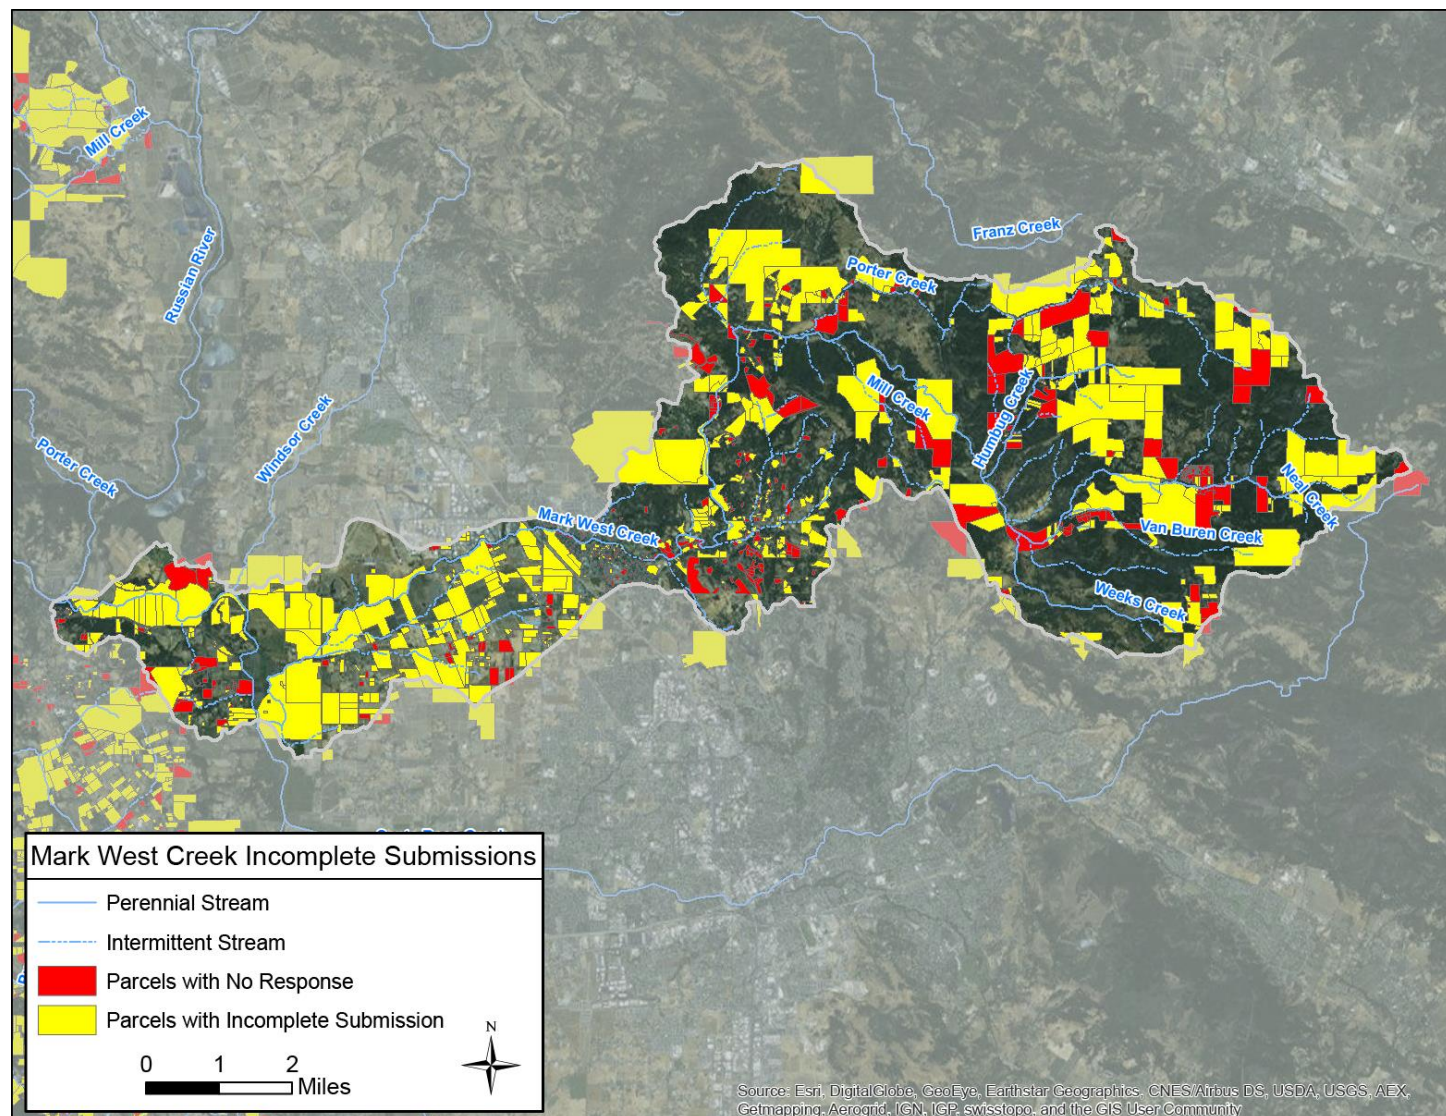 Mill Creek
Russian River
Franz Creek
Porter Creek
Mill Creek
Humbug Creek
Windsor Creek
Porter Creek
Neal Creek
Mark West Creek
Van Buren Creek
Weeks Creek
Mark West Creek Incomplete Submissions
Perennial Stream
Intermittent Stream
Parcels with No Response
Parcels with Incomplete Submission
N
0 1 2
Miles
Source: Esri, DigitalGlobe, GeoEye, Earthstar Geographics, CNES/Airbus DS, USDA, USGS, AEX,
Getmapping, Aerogrid, IGN, IGP, swisstopo, and the GIS User Community